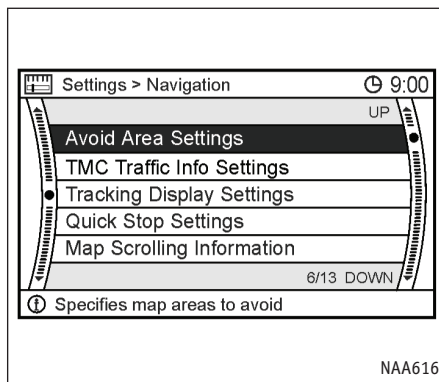 Settings > Navigation 9:00
UP
Avoid Area Settings
TMC Traffic Info Settings
Tracking Display Settings
Quick Stop Settings
Map Scrolling Information
6/13 DOWN
Specifies map areas to avoid
NAA616